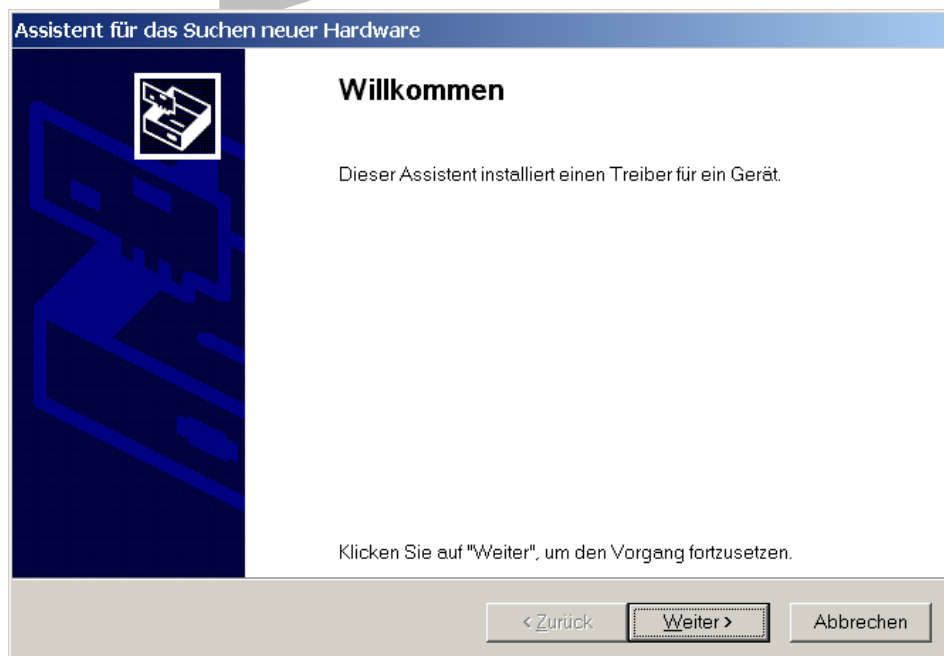 Assistent für das Suchen neuer Hardware
Willkommen
Dieser Assistent installiert einen Treiber für ein Gerät.
Klicken Sie auf "Weiter", um den Vorgang fortzusetzen.
< Zurück Weiter > Abbrechen